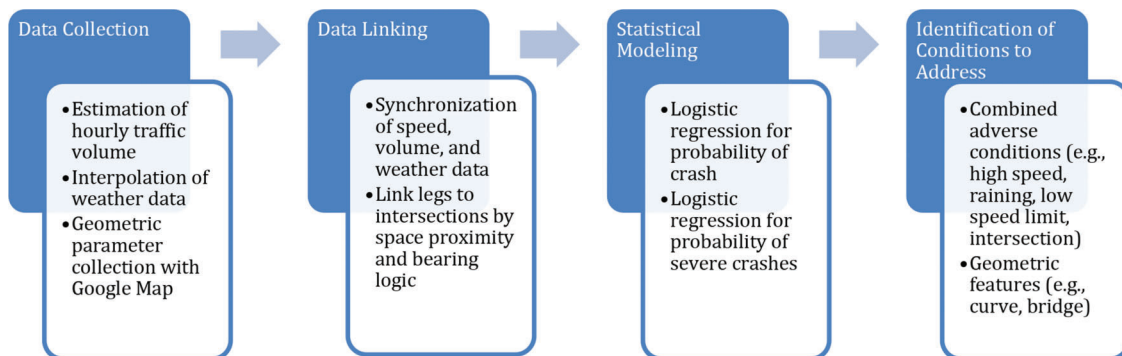 Data Collection
•Estimation of
hourly traffic
volume
•Interpolation of
weather data
•Geometric
parameter
collection with
Google Map
Data Linking
•Synchronization
of speed,
volume, and
weather data
•Link legs to
intersections by
space proximity
and bearing
logic
Statistical
Modeling
•Logistic
regression for
probability of
crash
•Logistic
regression for
probability of
severe crashes
Identification of
Conditions to
Address
•Combined
adverse
conditions (e.g.,
high speed,
raining, low
speed limit,
intersection)
•Geometric
features (e.g.,
curve, bridge)